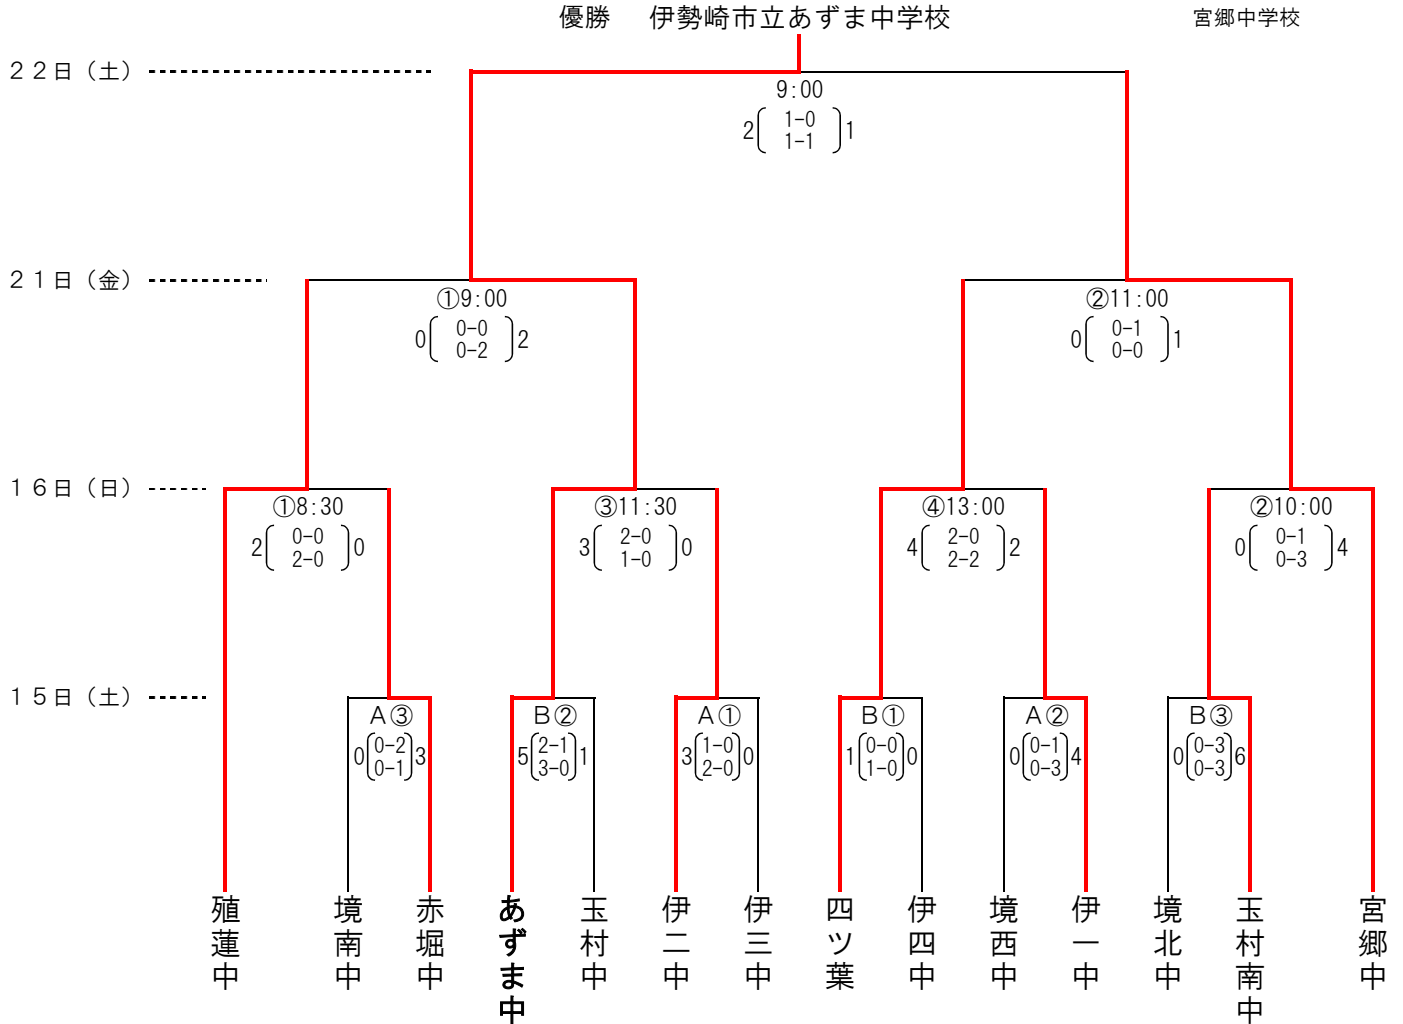 優勝 伊勢崎市立あずま中学校 宮郷中学校
２２日（土）
9:00
2 1-0 1
1-1
２１日（金）
①9:00 ②11:00
0 0-0 2 0 0-1 1
0-2 0-0
１６日（日）
①8:30 ③11:30 ④13:00 ②10:00
2 0-0 0 3 2-0 0 4 2-0 2 0 0-1 4
2-0 1-0 2-2 0-3
１５日（土）
Ａ③ Ｂ② Ａ① Ｂ① Ａ② Ｂ③
0 0-2 3 5 2-1 1 3 1-0 0 1 0-0 0 0 0-1 4 0 0-3 6
0-1 3-0 2-0 1-0 0-3 0-3
殖蓮中
境南中
赤堀中
あずま中
玉村中
伊二中
伊三中
四ツ葉
伊四中
境西中
伊一中
境北中
玉村南中
宮郷中